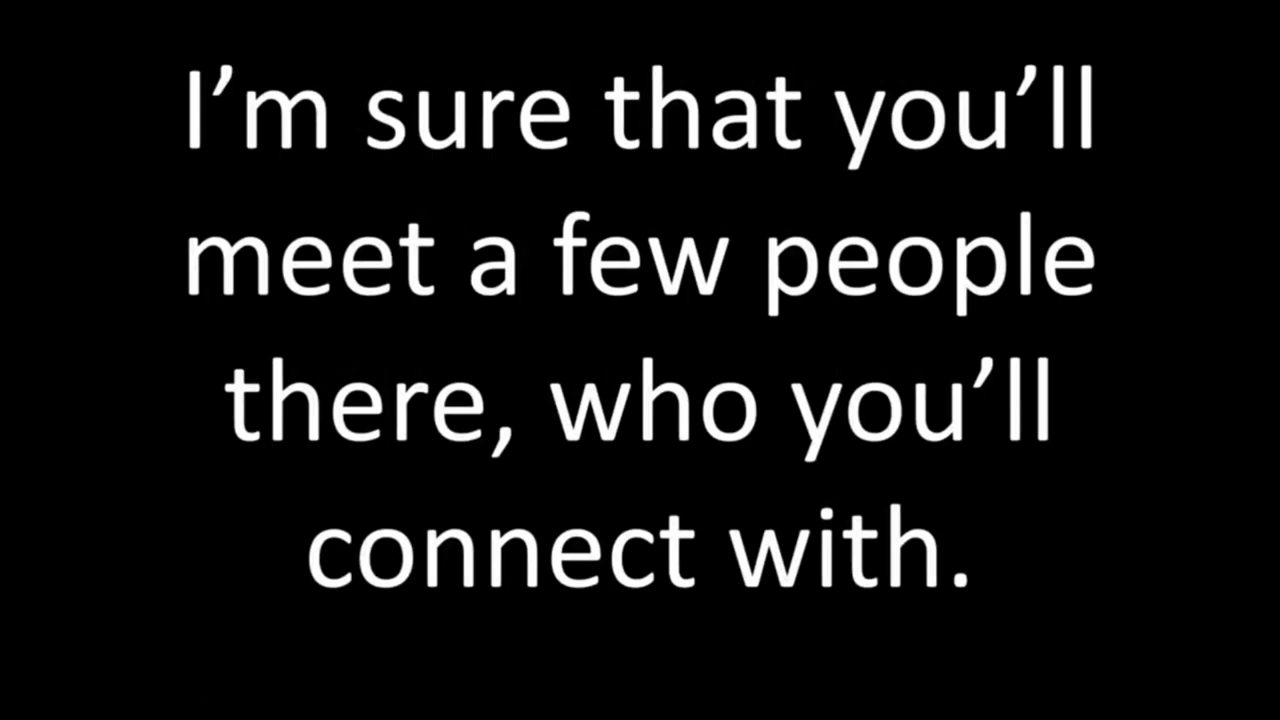 I’m sure that you’ll
meet a few people
there, who you’ll
connect with.